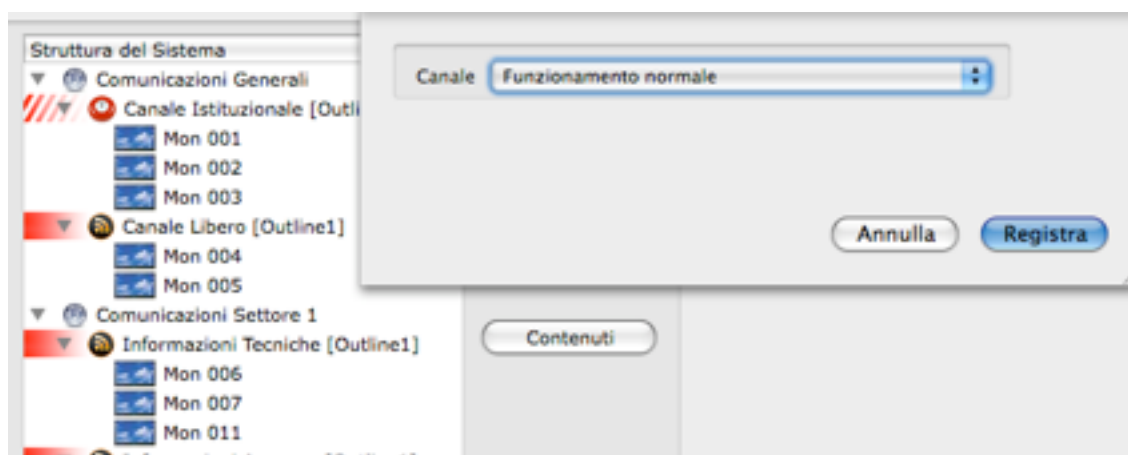 Struttura del Sistema
Comunicazioni Generali
Canale Istituzionale [Outli
Mon 001
Mon 002
Mon 003
Canale Libero [Outline1]
Mon 004
Mon 005
Comunicazioni Settore 1
Informazioni Tecniche [Outline1]
Mon 006
Mon 007
Mon 011
Canale Funzionamento normale
Annulla Registra
Contenuti